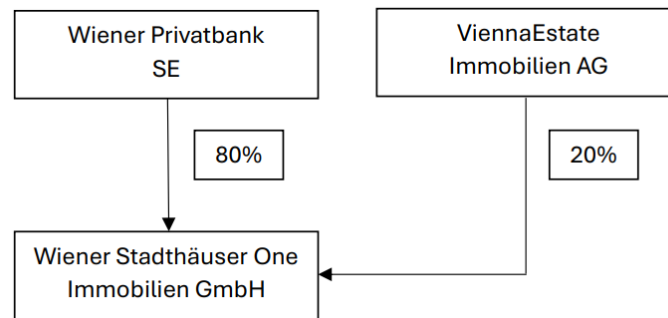 Wiener Privatbank
SE
ViennaEstate
Immobilien AG
80%
20%
Wiener Stadthäuser One
Immobilien GmbH